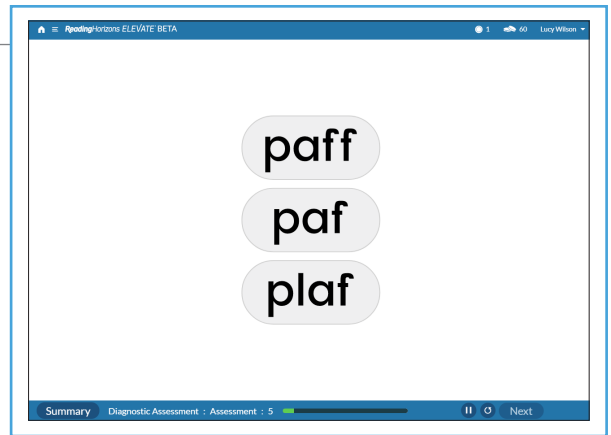 ReadingHorizons ELEVATE BETA 1 60 Lucy Wilson
paff
paf
plaf
Summary Diagnostic Assessment : Assessment : 5 Next